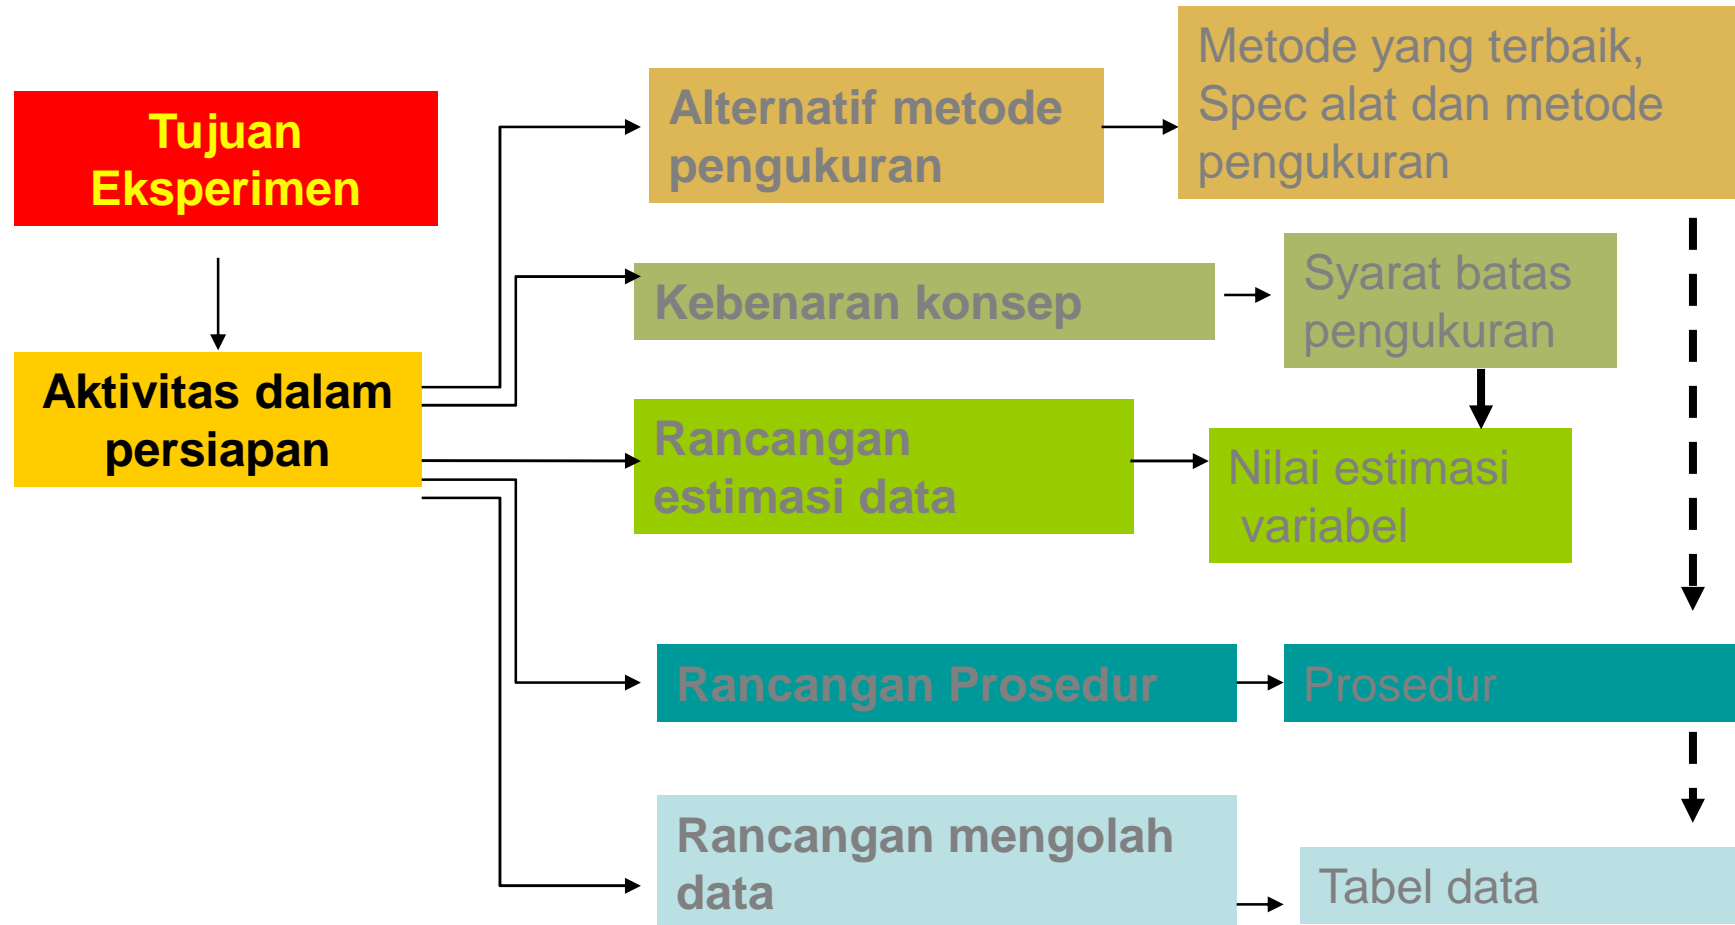 Tujuan
Eksperimen
Aktivitas dalam
persiapan
Alternatif metode
pengukuran
Metode yang terbaik,
Spec alat dan metode
pengukuran
Kebenaran konsep
Syarat batas
pengukuran
Rancangan
estimasi data
Nilai estimasi
variabel
Rancangan Prosedur
Prosedur
Rancangan mengolah
data
Tabel data